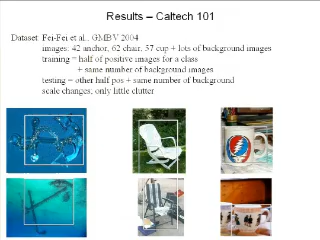 Results – Caltech 101
Dataset: Fei-Fei et al., GMBV 2004
images: 42 anchor, 62 chair, 57 cup + lots of background images
training = half of positive images for a class
+ same number of background images
testing = other half pos + same number of background
scale changes; only little clutter